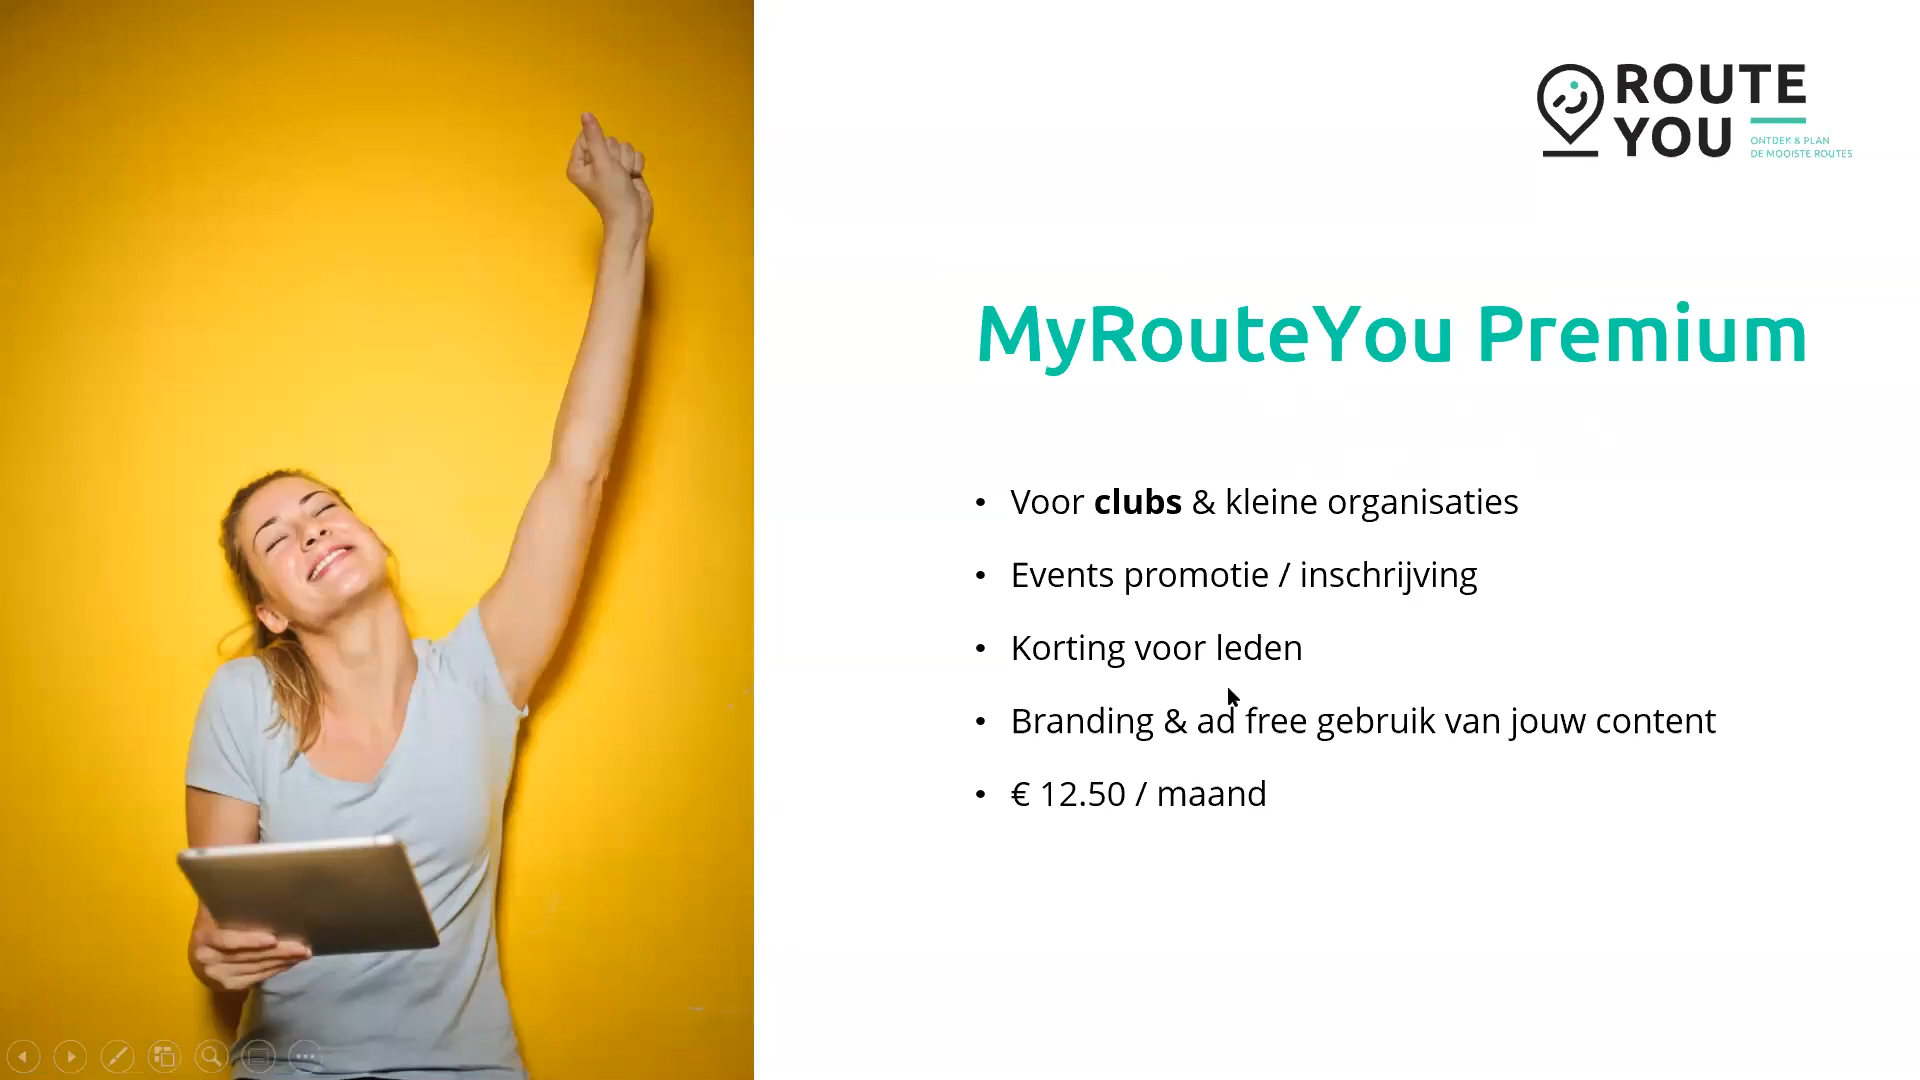 ROUTE
YOU
ONTDEK & PLAN
DE MOOISTE ROUTES
MyRouteYou Premium
• Voor clubs & kleine organisaties
• Events promotie / inschrijving
• Korting voor leden
• Branding & ad free gebruik van jouw content
• € 12.50 / maand